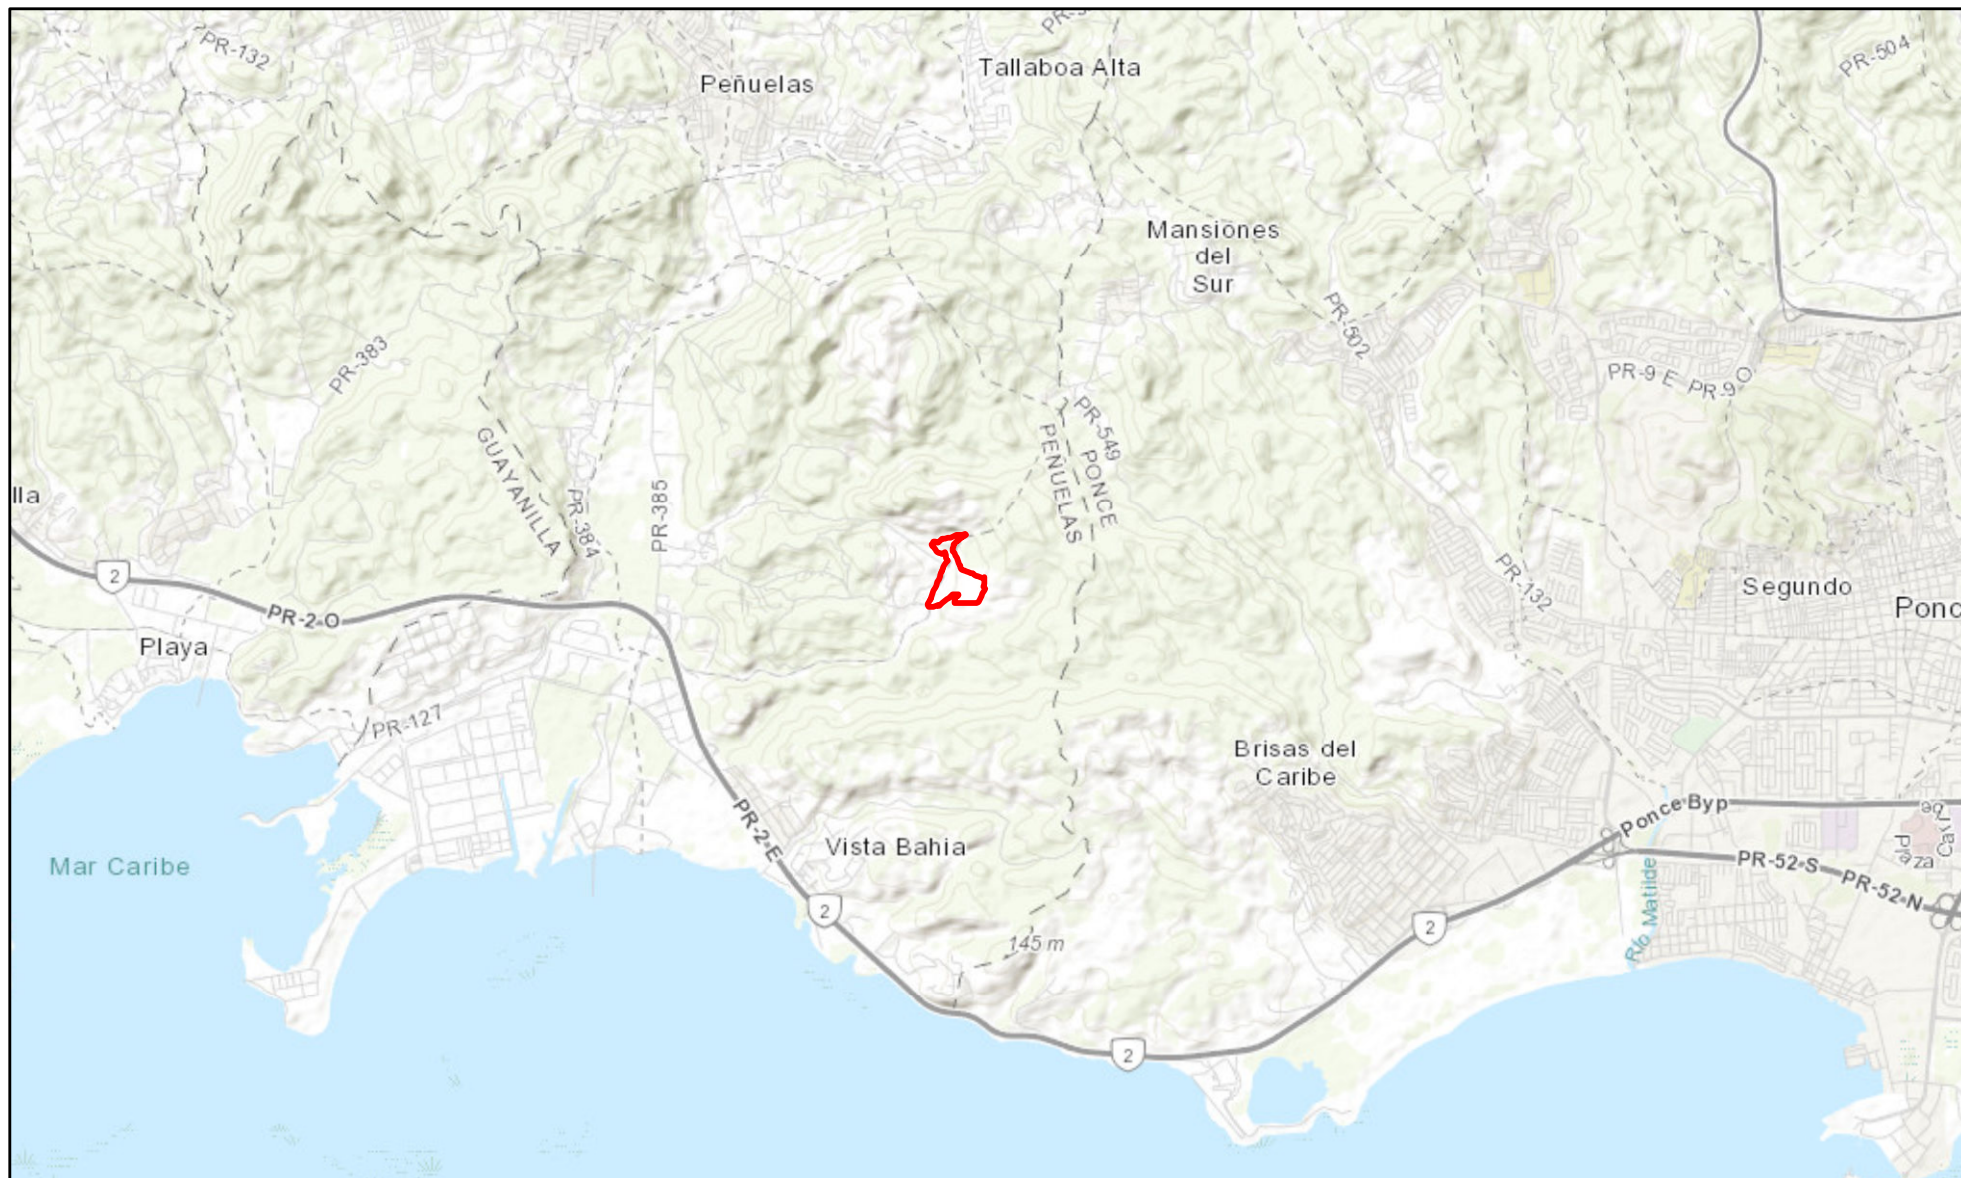 PR-132
Peñuelas
Tallaboa Alta
PR-504
Mansiones
del
Sur
PR-502
PR-383
PR-9 E
PR-9 O
PR-549
PEÑUELAS
PONCE
GUAYANILLA
PR-384
PR-385
lla
2
PR-2 O
Playa
PR-132
Segundo
Ponc
PR-127
Brisas del
Caribe
Ponce Byp
PR-2 E
Vista Bahia
Mar Caribe
2
2
145 m
Río Matilde
PR-52 S
PR-52 N
Plaza
2